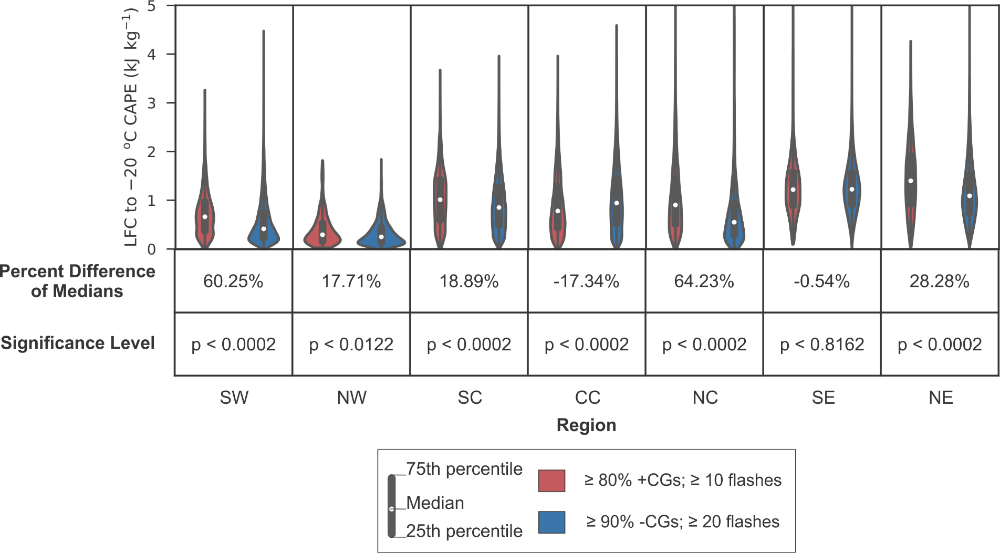 LFC to −20 ºC CAPE (kJ kg⁻¹)
5
4
3
2
1
0
Percent Difference
of Medians
60.25% 17.71% 18.89% -17.34% 64.23% -0.54% 28.28%
Significance Level
p < 0.0002 p < 0.0122 p < 0.0002 p < 0.0002 p < 0.0002 p < 0.8162 p < 0.0002
SW NW SC CC NC SE NE
Region
75th percentile
Median
25th percentile
≥ 80% +CGs; ≥ 10 flashes
≥ 90% -CGs; ≥ 20 flashes